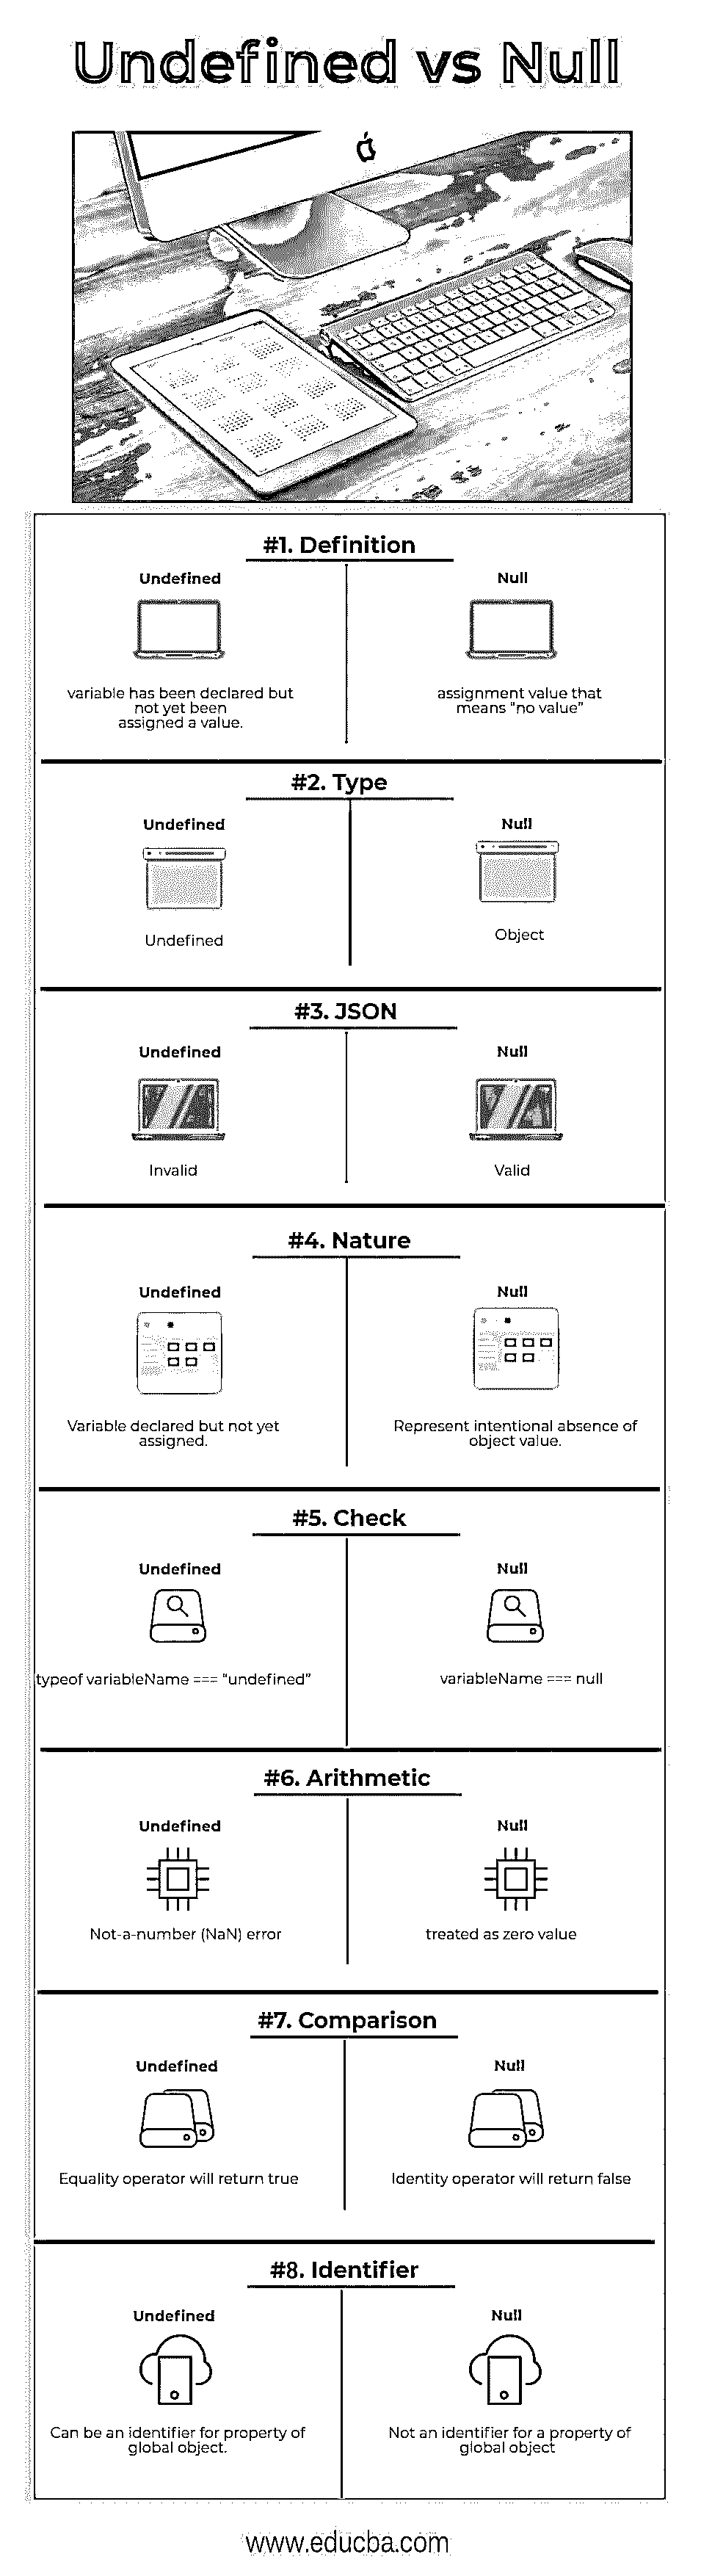 Undefined vs Null
#1. Definition
Undefined
variable has been declared but
not yet been
assigned a value.
Null
assignment value that
means "no value"
#2. Type
Undefined
Undefined
Null
Object
#3. JSON
Undefined
Invalid
Null
Valid
#4. Nature
Undefined
Variable declared but not yet
assigned.
Null
Represent intentional absence of
object value.
#5. Check
Undefined
typeof variableName === “undefined”
Null
variableName === null
#6. Arithmetic
Undefined
Not-a-number (NaN) error
Null
treated as zero value
#7. Comparison
Undefined
Equality operator will return true
Null
Identity operator will return false
#8. Identifier
Undefined
Can be an identifier for property of
global object.
Null
Not an identifier for a property of
global object
www.educba.com